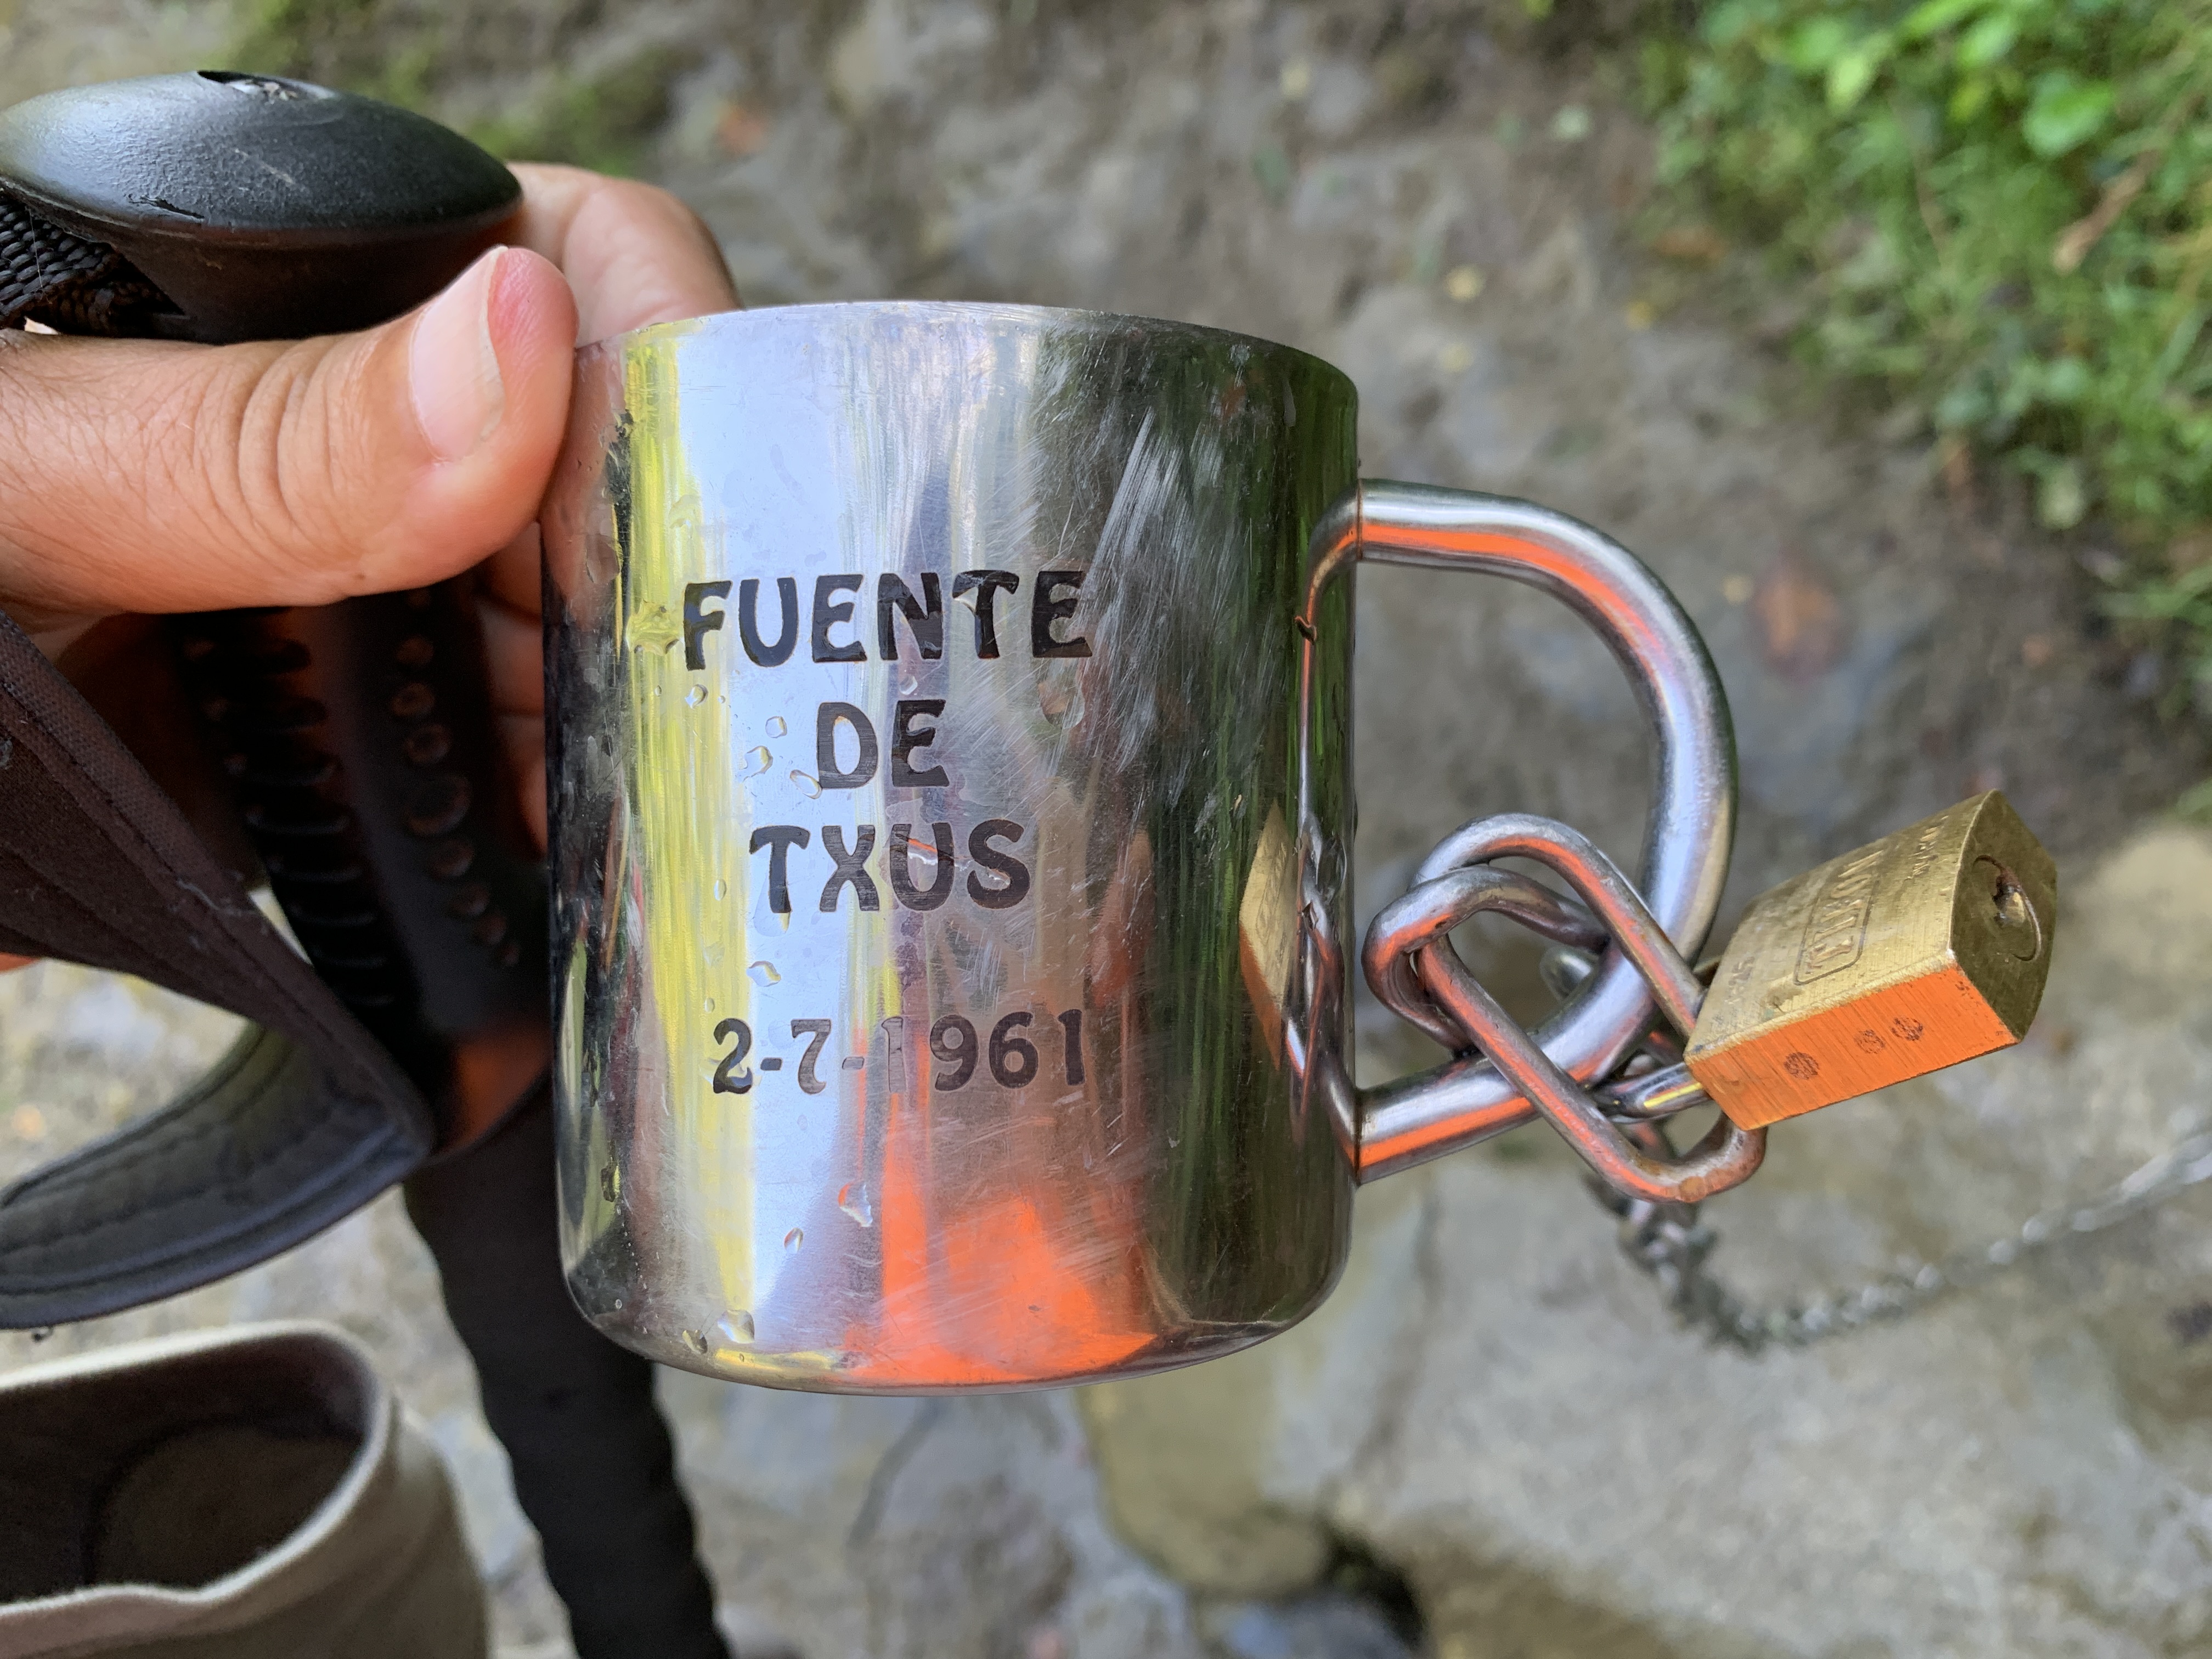 FUENTE
DE
TXUS
2-7-1961